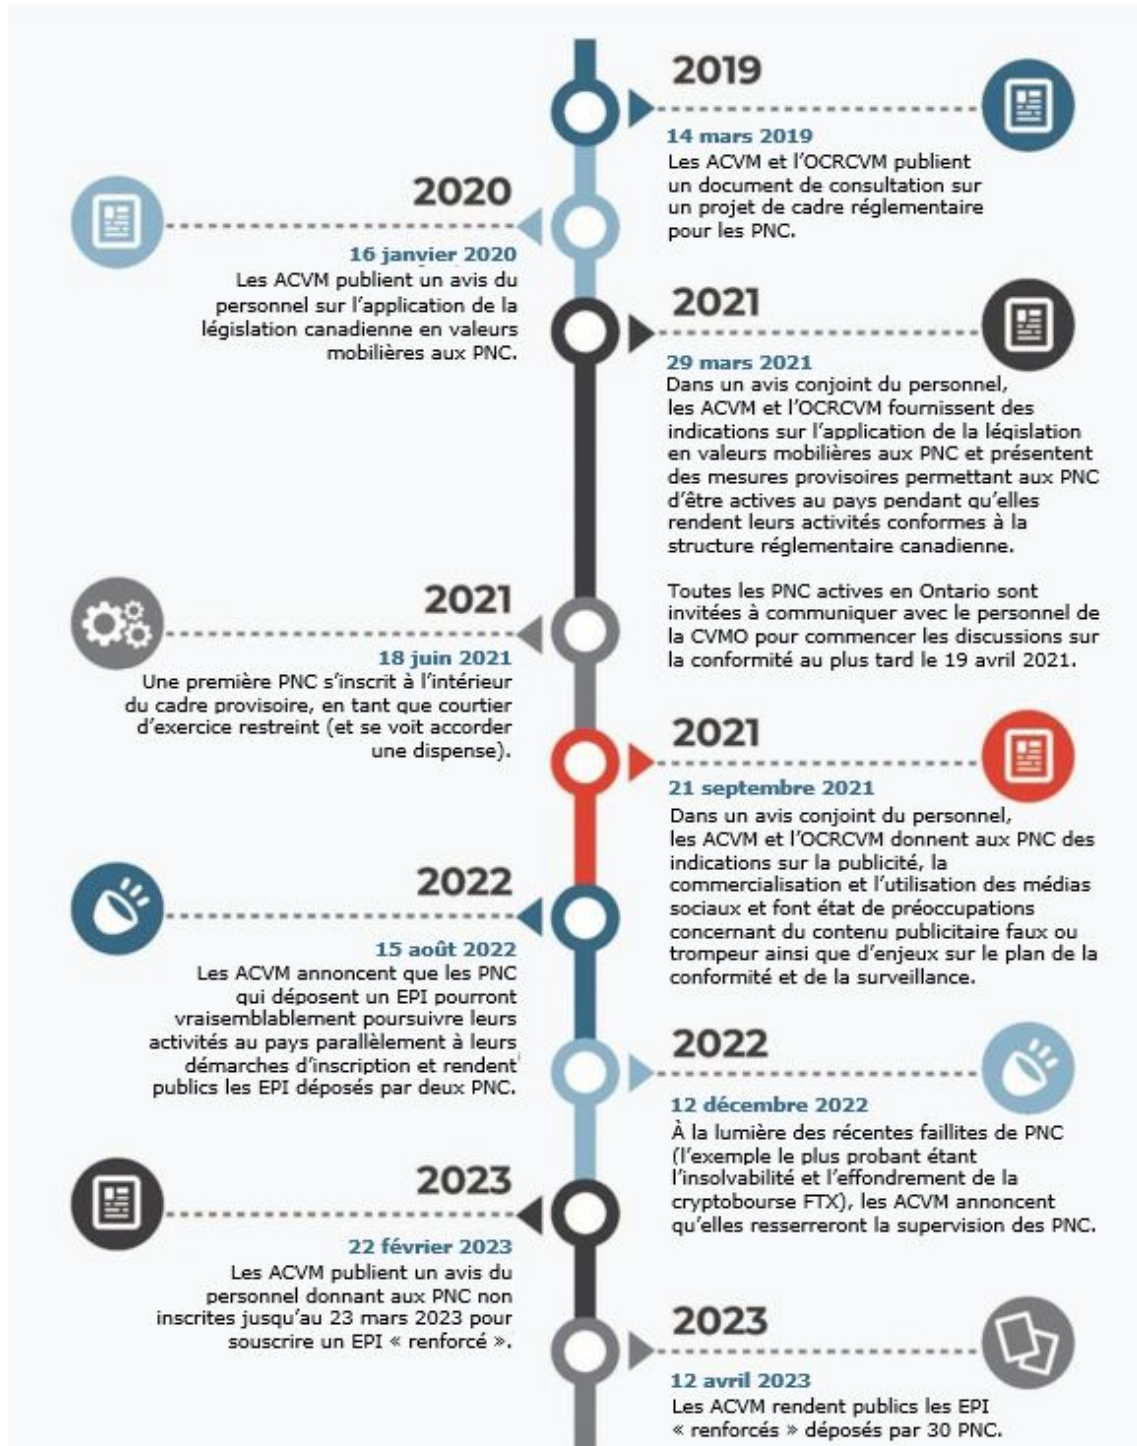 2019
14 mars 2019
Les ACVM et l'OCRCVM publient
un document de consultation sur
un projet de cadre réglementaire
pour les PNC.
2020
16 janvier 2020
Les ACVM publient un avis du
personnel sur l'application de la
législation canadienne en valeurs
mobilières aux PNC.
2021
29 mars 2021
Dans un avis conjoint du personnel,
les ACVM et l'OCRCVM fournissent des
indications sur l'application de la législation
en valeurs mobilières aux PNC et présentent
des mesures provisoires permettant aux PNC
d'être actives au pays pendant qu'elles
rendent leurs activités conformes à la
structure réglementaire canadienne.
Toutes les PNC actives en Ontario sont
invitées à communiquer avec le personnel de
la CVMO pour commencer les discussions sur
la conformité au plus tard le 19 avril 2021.
2021
18 juin 2021
Une première PNC s'inscrit à l'intérieur
du cadre provisoire, en tant que courtier
d'exercice restreint (et se voit accorder
une dispense).
2021
21 septembre 2021
Dans un avis conjoint du personnel,
les ACVM et l'OCRCVM donnent aux PNC des
indications sur la publicité, la
commercialisation et l'utilisation des médias
sociaux et font état de préoccupations
concernant du contenu publicitaire faux ou
trompeur ainsi que d'enjeux sur le plan de la
conformité et de la surveillance.
2022
15 août 2022
Les ACVM annoncent que les PNC
qui déposent un EPI pourront
vraisemblablement poursuivre leurs
activités au pays parallèlement à leurs
démarches d'inscription et rendent
publics les EPI déposés par deux PNC.
2022
12 décembre 2022
À la lumière des récentes faillites de PNC
(l'exemple le plus probant étant
l'insolvabilité et l'effondrement de la
cryptobourse FTX), les ACVM annoncent
qu'elles resserreront la supervision des PNC.
2023
22 février 2023
Les ACVM publient un avis du
personnel donnant aux PNC non
inscrites jusqu'au 23 mars 2023 pour
souscrire un EPI « renforcé ».
2023
12 avril 2023
Les ACVM rendent publics les EPI
« renforcés » déposés par 30 PNC.